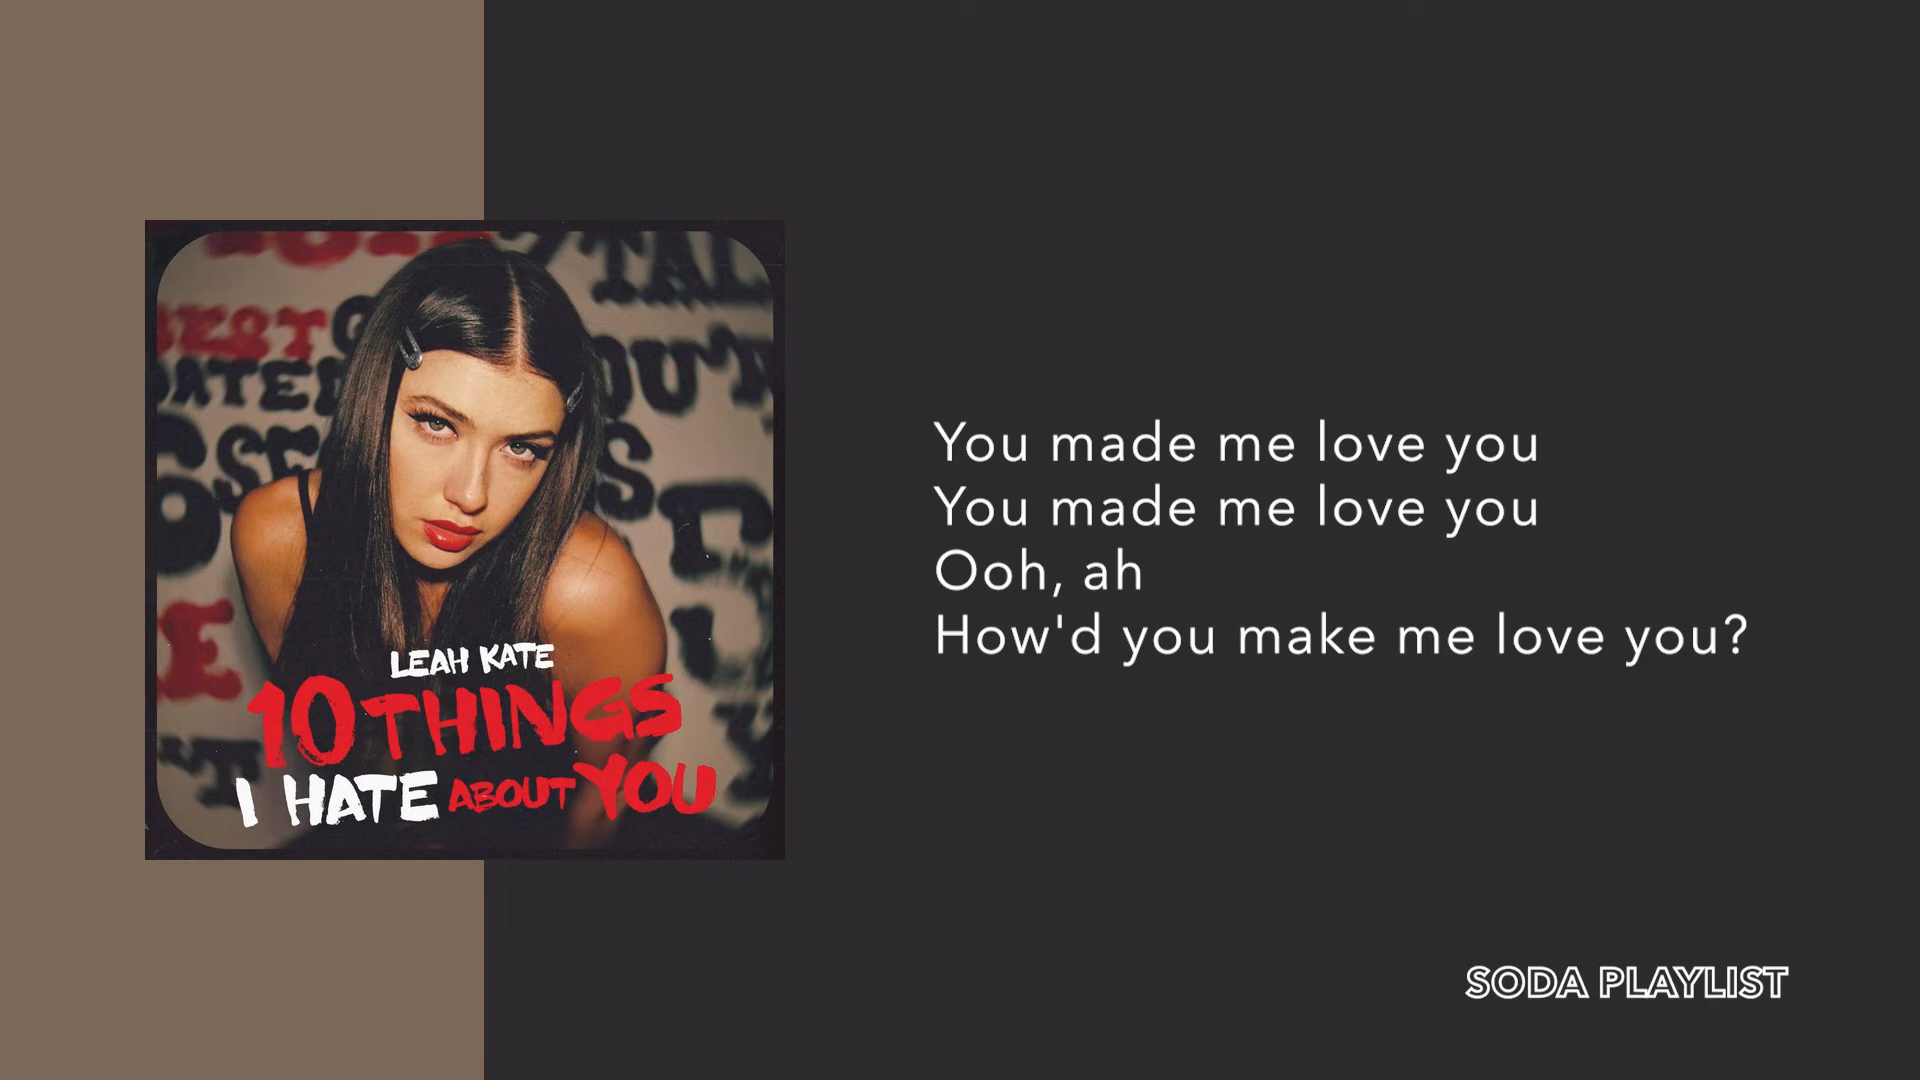 LEAH KATE
10 THINGS
I HATE ABOUT YOU
You made me love you
You made me love you
Ooh, ah
How'd you make me love you?
SODA PLAYLIST